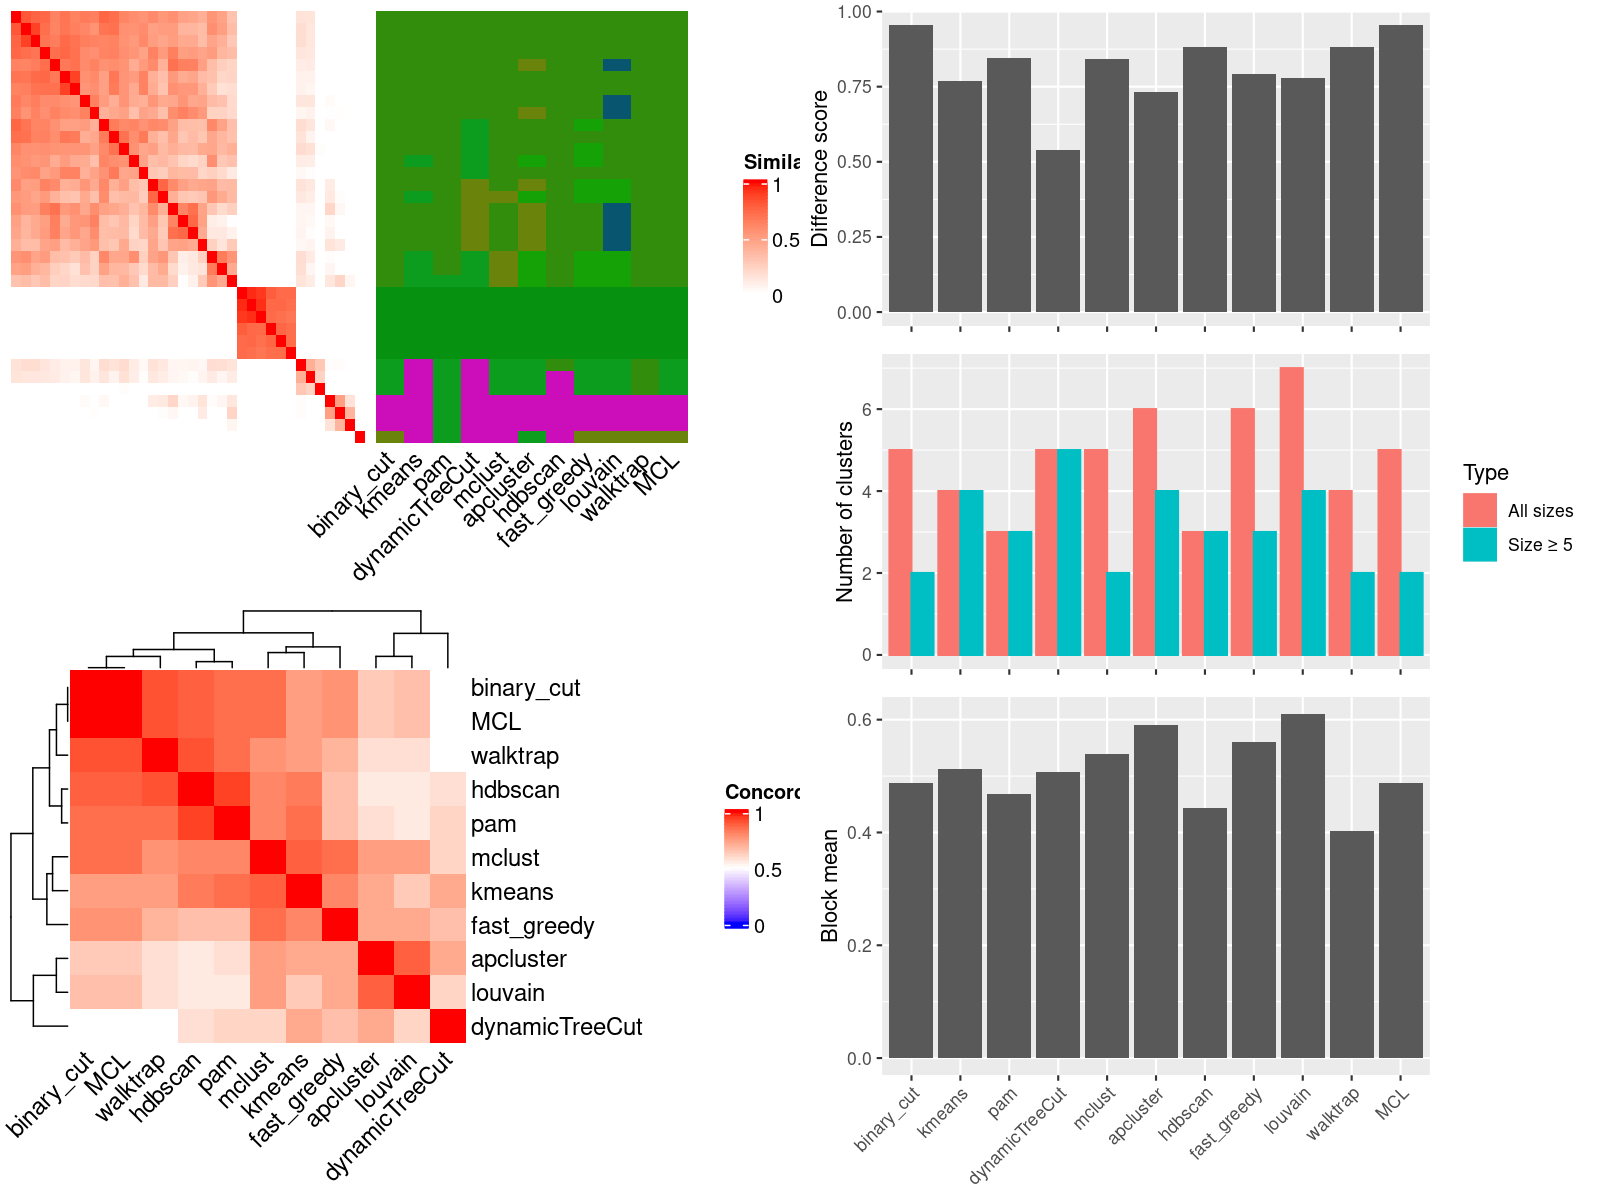 Simila
1
0.5
0
binary_cut
kmeans
pam
dynamicTreeCut
mclust
apcluster
hdbscan
fast_greedy
louvain
walktrap
MCL
binary_cut
MCL
walktrap
hdbscan
pam
mclust
kmeans
fast_greedy
apcluster
louvain
dynamicTreeCut
Concord
1
0.5
0
binary_cut
MCL
walktrap
hdbscan
pam
mclust
kmeans
fast_greedy
apcluster
louvain
dynamicTreeCut
Difference score
1.00
0.75
0.50
0.25
0.00
Number of clusters
6
4
2
0
Type
All sizes
Size ≥ 5
Block mean
0.6
0.4
0.2
0.0
binary_cut
kmeans
pam
dynamicTreeCut
mclust
apcluster
hdbscan
fast_greedy
louvain
walktrap
MCL